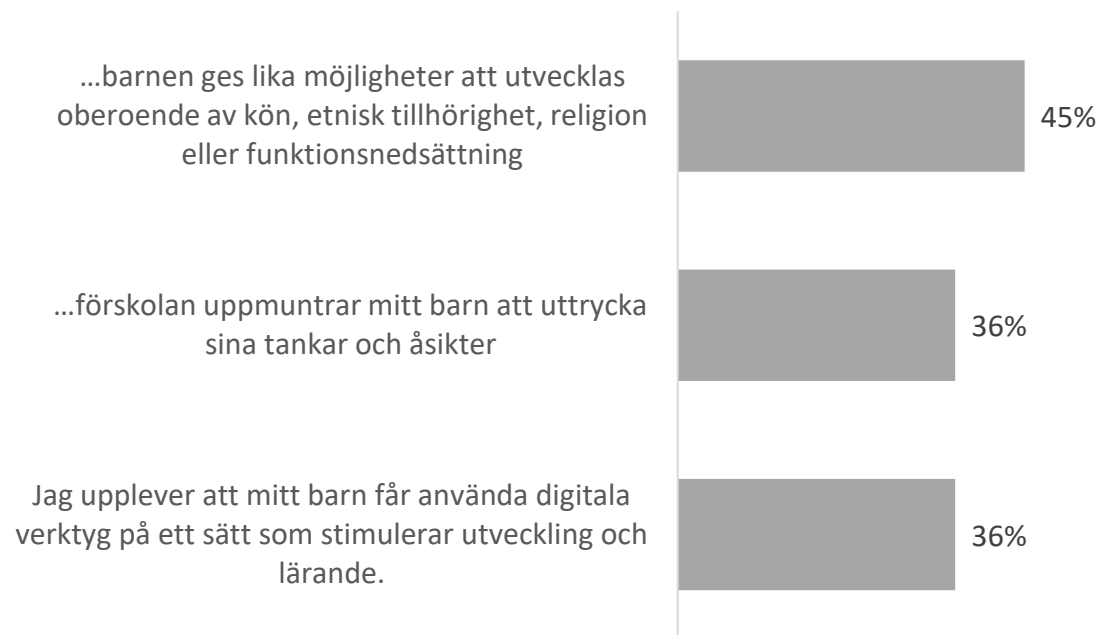 …barnen ges lika möjligheter att utvecklas
oberoende av kön, etnisk tillhörighet, religion
eller funktionsnedsättning
45%
…förskolan uppmuntrar mitt barn att uttrycka
sina tankar och åsikter
36%
Jag upplever att mitt barn får använda digitala
verktyg på ett sätt som stimulerar utveckling och
lärande.
36%